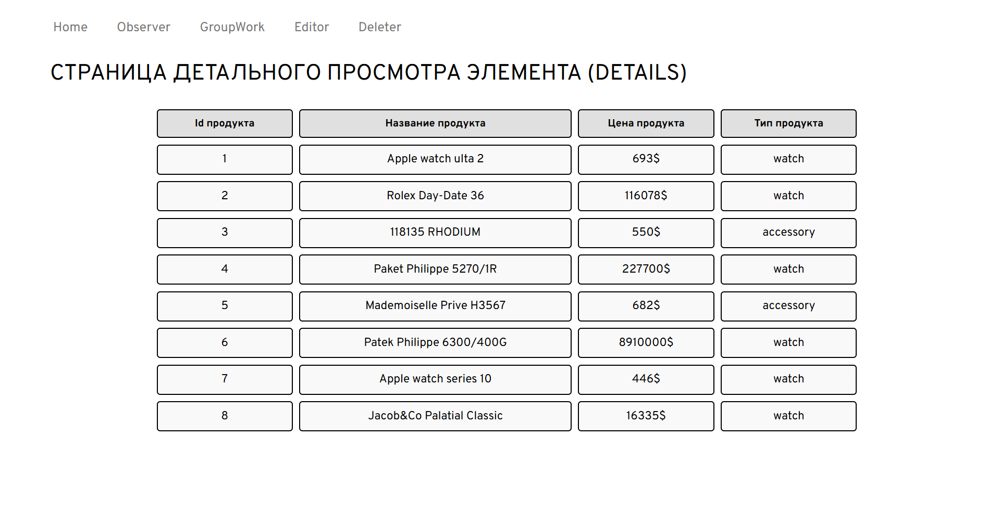 Home Observer GroupWork Editor Deleter
СТРАНИЦА ДЕТАЛЬНОГО ПРОСМОТРА ЭЛЕМЕНТА (DETAILS)
Id продукта Название продукта Цена продукта Тип продукта
1 Apple watch ulta 2 693$ watch
2 Rolex Day-Date 36 116078$ watch
3 118135 RHODIUM 550$ accessory
4 Paket Philippe 5270/1R 227700$ watch
5 Mademoiselle Prive H3567 682$ accessory
6 Patek Philippe 6300/400G 8910000$ watch
7 Apple watch series 10 446$ watch
8 Jacob&Co Palatial Classic 16335$ watch